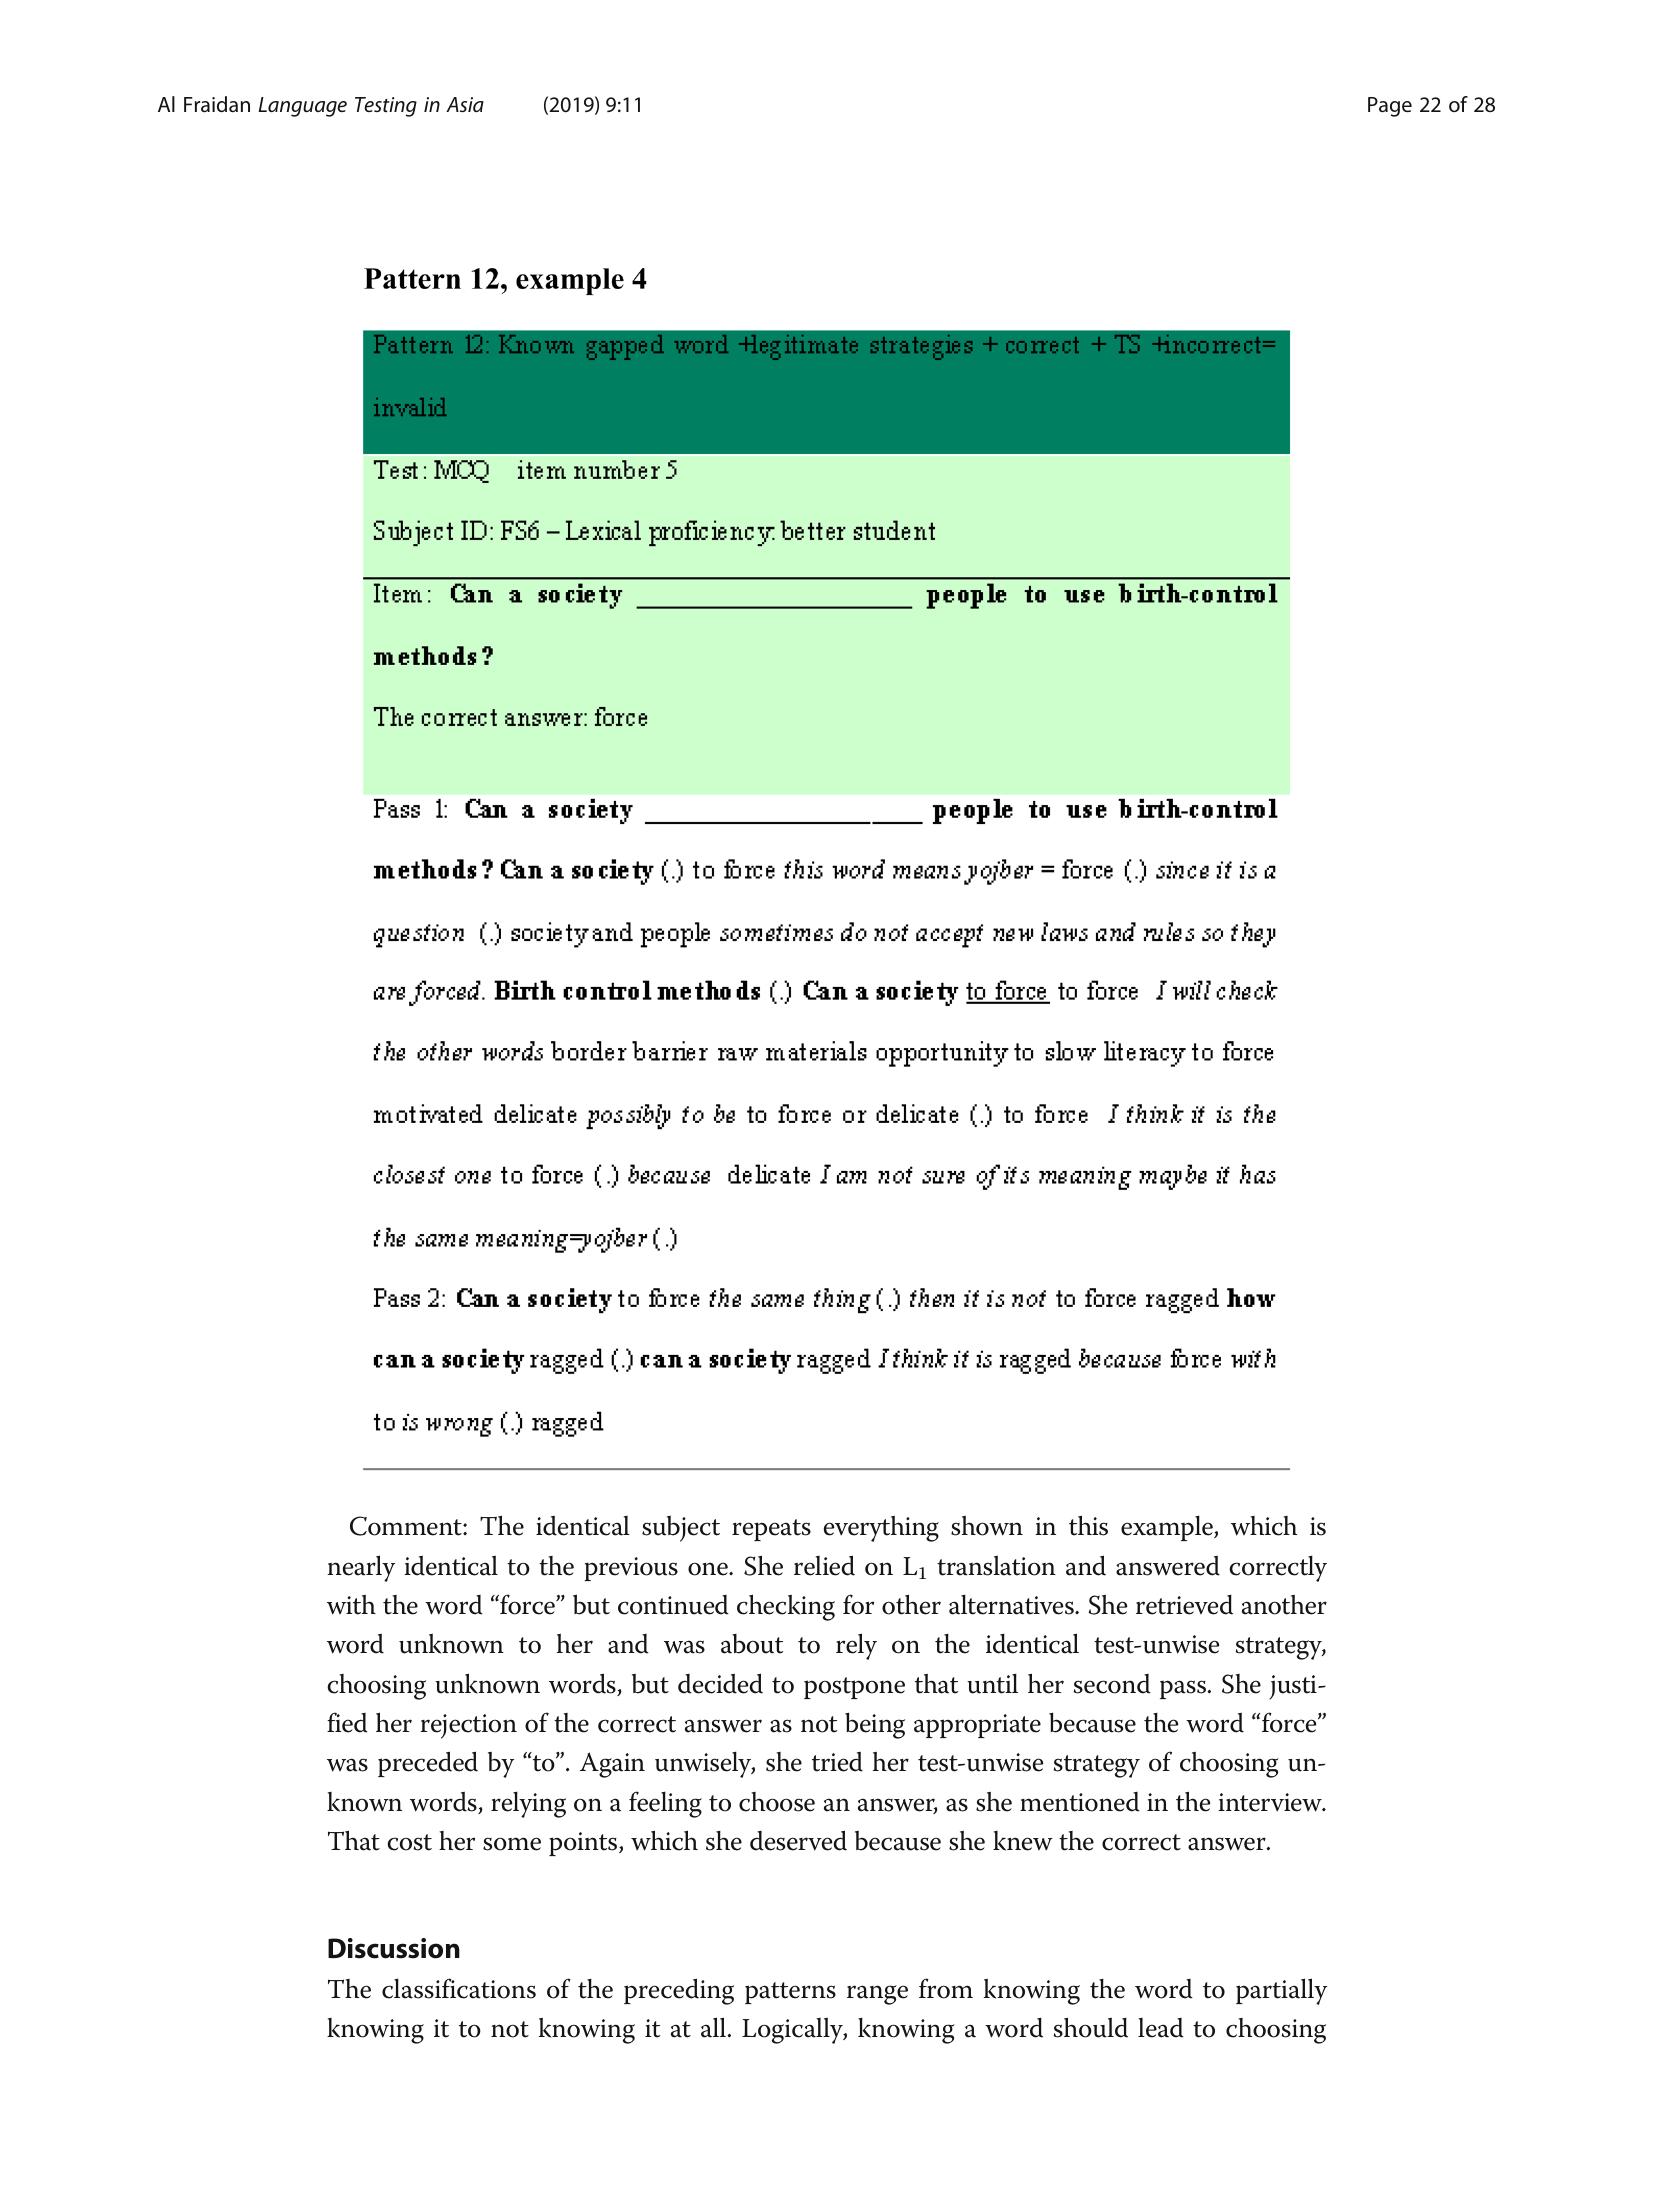 Al Fraidan Language Testing in Asia (2019) 9:11 Page 22 of 28
Pattern 12, example 4
Pattern 12: Known gapped word +legitimate strategies + correct + TS +incorrect=
invalid
Test: MCQ item number 5
Subject ID: FS6 – Lexical proficiency: better student
Item: Can a society ____________________ people to use birth-control
methods?
The correct answer: force
Pass 1: Can a society ____________________ people to use birth-control
methods? Can a society (.) to force this word means yojber = force (.) since it is a
question (.) society and people sometimes do not accept new laws and rules so they
are forced. Birth control methods (.) Can a society to force to force I will check
the other words border barrier raw materials opportunity to slow literacy to force
motivated delicate possibly to be to force or delicate (.) to force I think it is the
closest one to force (.) because delicate I am not sure of its meaning maybe it has
the same meaning=yojber (.)
Pass 2: Can a society to force the same thing (.) then it is not to force ragged how
can a society ragged (.) can a society ragged I think it is ragged because force with
to is wrong (.) ragged
Comment: The identical subject repeats everything shown in this example, which is
nearly identical to the previous one. She relied on L1 translation and answered correctly
with the word “force” but continued checking for other alternatives. She retrieved another
word unknown to her and was about to rely on the identical test-unwise strategy,
choosing unknown words, but decided to postpone that until her second pass. She justi-
fied her rejection of the correct answer as not being appropriate because the word “force”
was preceded by “to”. Again unwisely, she tried her test-unwise strategy of choosing un-
known words, relying on a feeling to choose an answer, as she mentioned in the interview.
That cost her some points, which she deserved because she knew the correct answer.
Discussion
The classifications of the preceding patterns range from knowing the word to partially
knowing it to not knowing it at all. Logically, knowing a word should lead to choosing